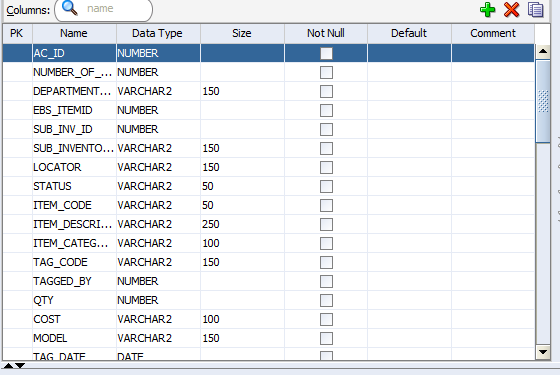 Columns: name
PK Name Data Type Size Not Null Default Comment
AC_ID NUMBER
NUMBER_OF_... NUMBER
DEPARTMENT... VARCHAR2 150
EBS_ITEMID NUMBER
SUB_INV_ID NUMBER
SUB_INVENTO... VARCHAR2 150
LOCATOR VARCHAR2 150
STATUS VARCHAR2 50
ITEM_CODE VARCHAR2 50
ITEM_DESCRI... VARCHAR2 250
ITEM_CATEG... VARCHAR2 100
TAG_CODE VARCHAR2 150
TAGGED_BY NUMBER
QTY NUMBER
COST VARCHAR2 100
MODEL VARCHAR2 150
TAG_DATE DATE